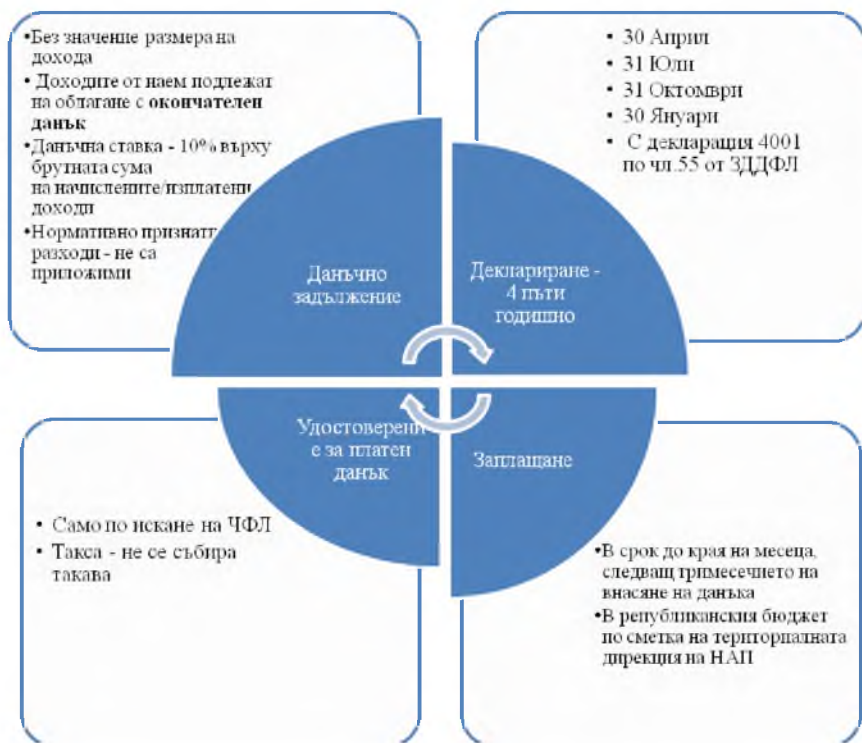 •Без значение размера на
дохода
• Доходите от наем подлежат
на облагане с окончателен
данък
•Данъчна ставка - 10% върху
брутната сума
на начислените/изплатени
доходи
•Нормативно признати
разходи - не са
приложими
Данъчно
задължение
• 30 Април
• 31 Юли
• 31 Октомври
• 30 Януари
• С декларация 4001
по чл.55 от ЗДДФЛ
Деклариране -
4 пъти
годишно
Удостоверени
е за платен
данък
• Само по искане на ЧФЛ
• Такса - не се събира
такава
Заплащане
•В срок до края на месеца,
следващ тримесечието на
внасяне на данъка
•В републиканския бюджет
по сметка на териториалната
дирекция на НАП